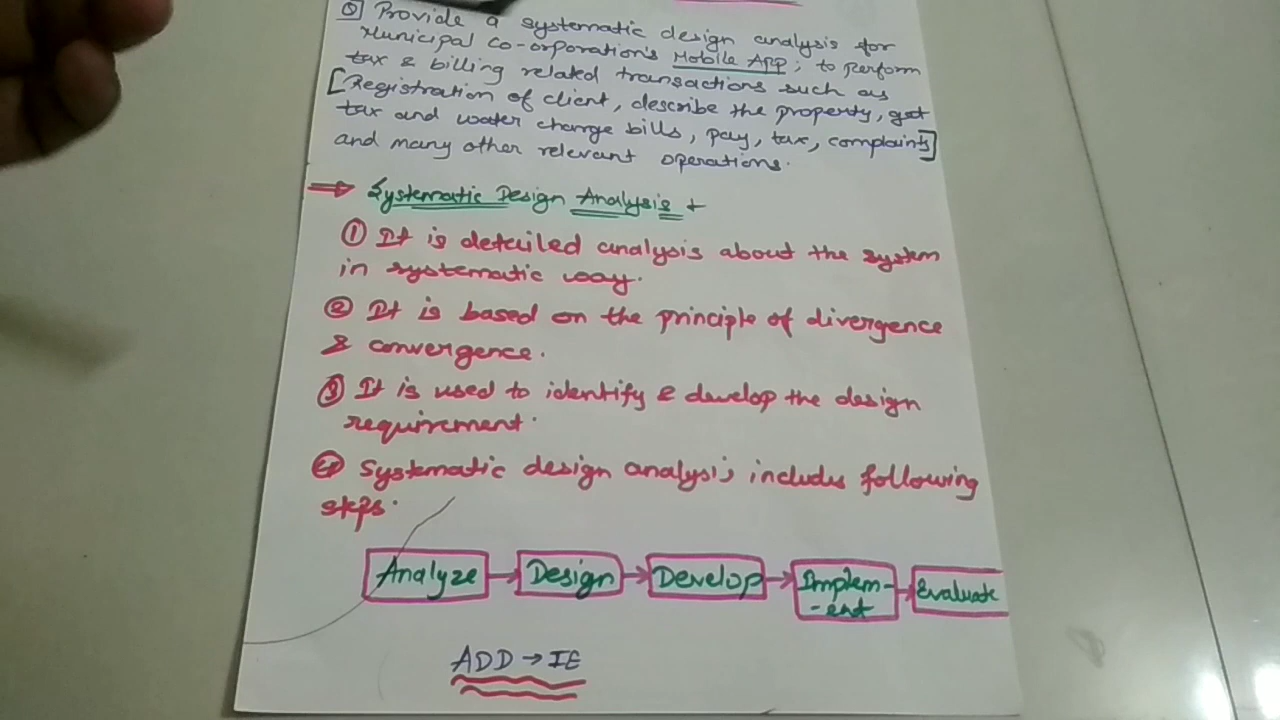 Q] Provide a systematic design analysis for
Municipal Co-orporation's Mobile App; to perform
tax & billing related transactions such as
[Registration of client, describe the property, get
tax and water charge bills, pay, tax, complaints]
and many other relevant operations.
⇒ Systematic Design Analysis +
① It is detailed analysis about the system
in systematic way.
② It is based on the principle of divergence
& convergence.
③ It is used to identify & develop the design
requirement.
④ Systematic design analysis includes following
steps.
Analyze → Design → Develop → Implem- → Evaluate
-ent
ADD → IE